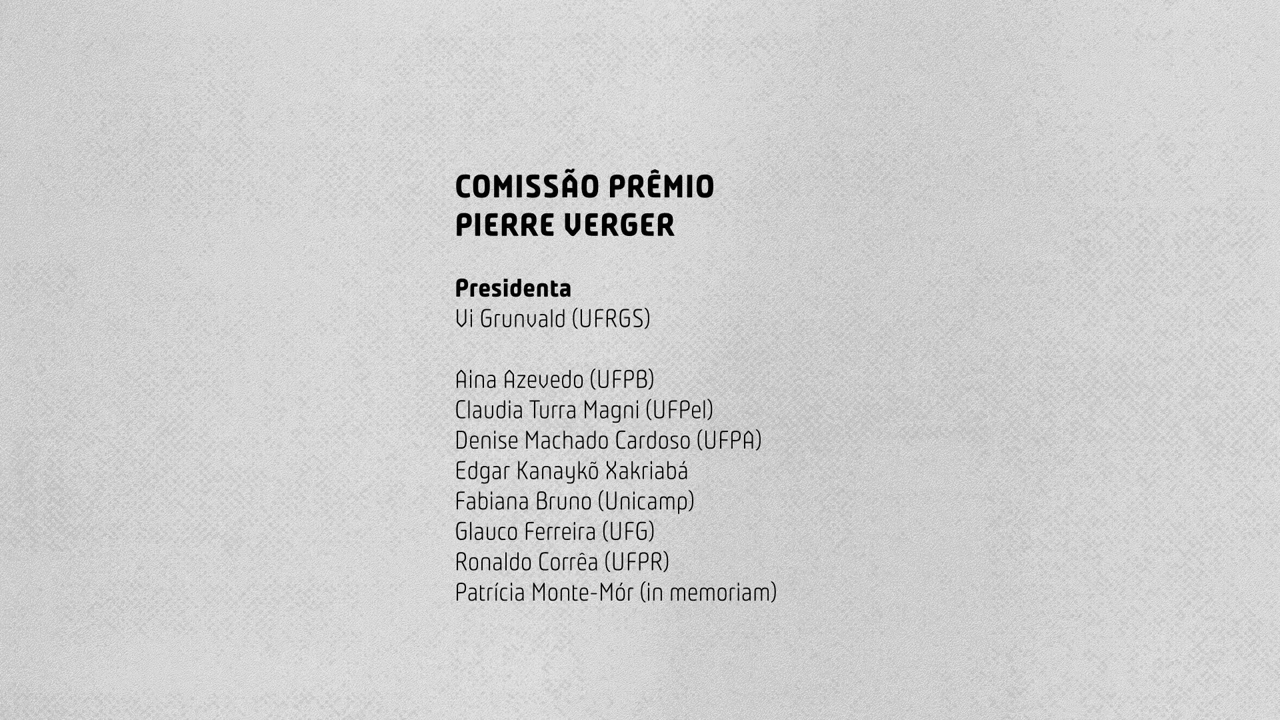 COMISSÃO PRÊMIO
PIERRE VERGER
Presidenta
Vi Grunvald (UFRGS)
Aina Azevedo (UFPB)
Claudia Turra Magni (UFPel)
Denise Machado Cardoso (UFPA)
Edgar Kanaykõ Xakriabá
Fabiana Bruno (Unicamp)
Glauco Ferreira (UFG)
Ronaldo Corrêa (UFPR)
Patrícia Monte-Mór (in memoriam)